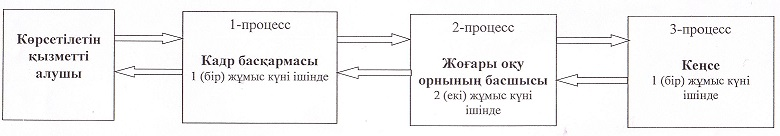 Көрсетілетін
қызметті
алушы
1-процесс
Кадр басқармасы
1 (бір) жұмыс күні ішінде
2-процесс
Жоғары оқу
орнының басшысы
2 (екі) жұмыс күні
ішінде
3-процесс
Кеңсе
1 (бір) жұмыс күні
ішінде